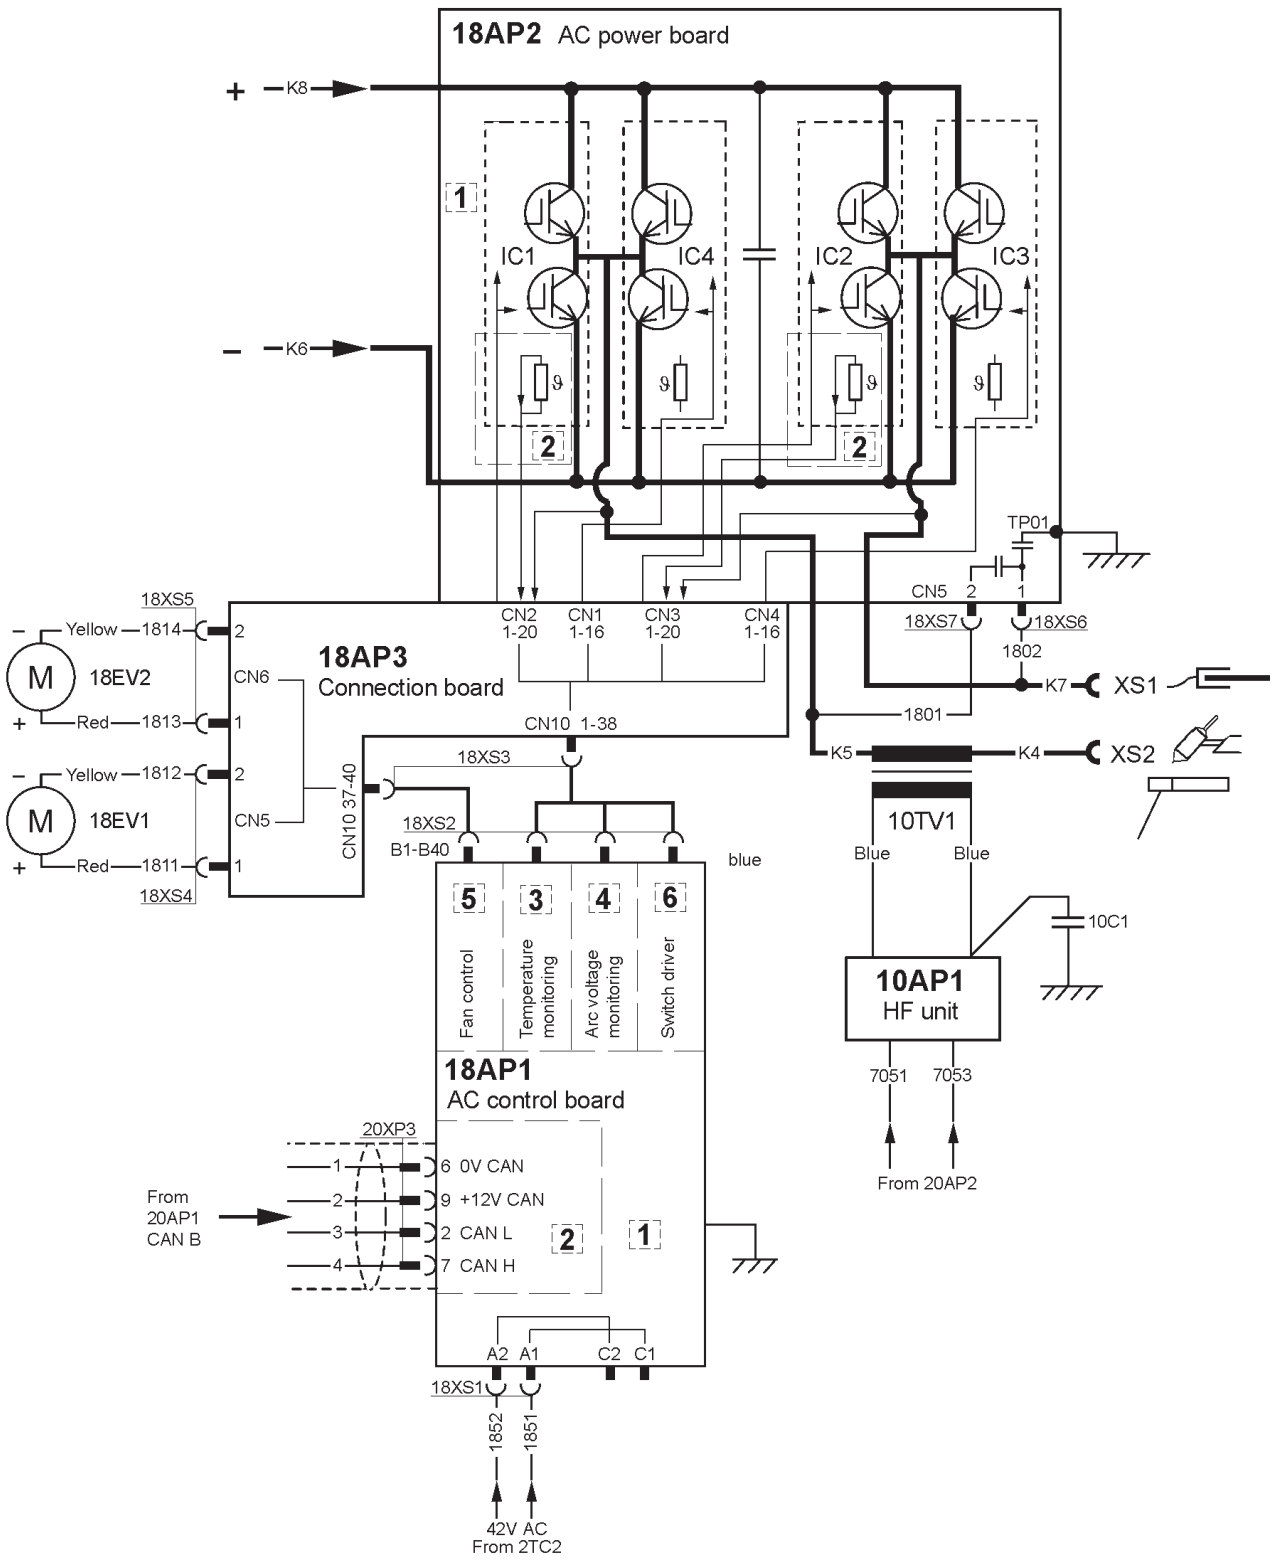 18AP2 AC power board
+ K8
1
IC1
IC4
IC2
IC3
- K6
ϑ
ϑ
ϑ
ϑ
2
2
TP01
CN5 2 1
18XS7
18XS6
1802
18XS5
CN2
1-20
CN1
1-16
CN3
1-20
CN4
1-16
- Yellow 1814 2
M 18EV2
+ Red 1813 1
CN6
18AP3
Connection board
K7 XS1
1801
CN10 1-38
K5
K4
XS2
18XS3
- Yellow 1812 2
M 18EV1
+ Red 1811 1
CN5
CN10 37-40
18XS4
10TV1
Blue
Blue
18XS2
B1-B40
blue
5
3
4
6
Fan control
Temperature
monitoring
Arc voltage
monitoring
Switch driver
10C1
10AP1
HF unit
7051
7053
From 20AP2
18AP1
AC control board
20XP3
From
20AP1
CAN B
1 6 0V CAN
2 9 +12V CAN
3 2 CAN L
4 7 CAN H
2
1
A2 A1 C2 C1
18XS1
1852
1851
42V AC
From 2TC2